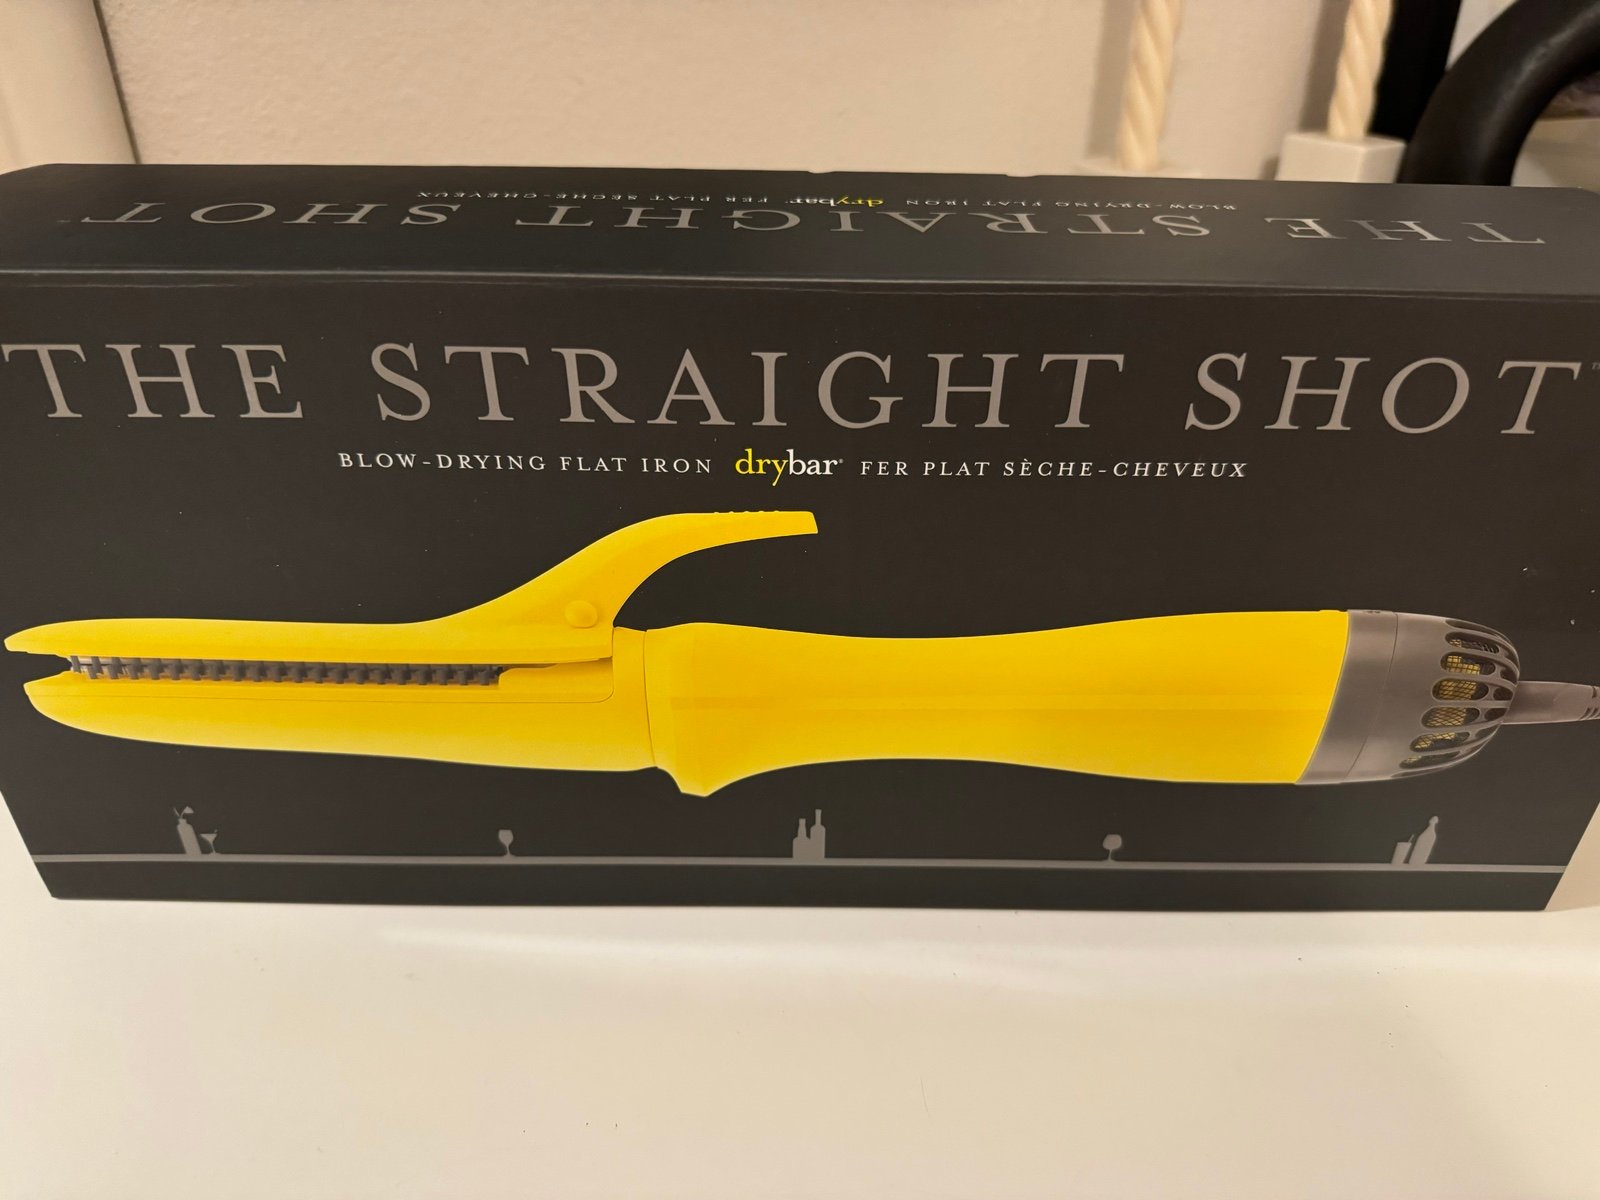 THE STRAIGHT SHOT
BLOW-DRYING FLAT IRON drybar FER PLAT SÈCHE-CHEVEUX
THE STRAIGHT SHOT™
BLOW-DRYING FLAT IRON drybar® FER PLAT SÈCHE-CHEVEUX